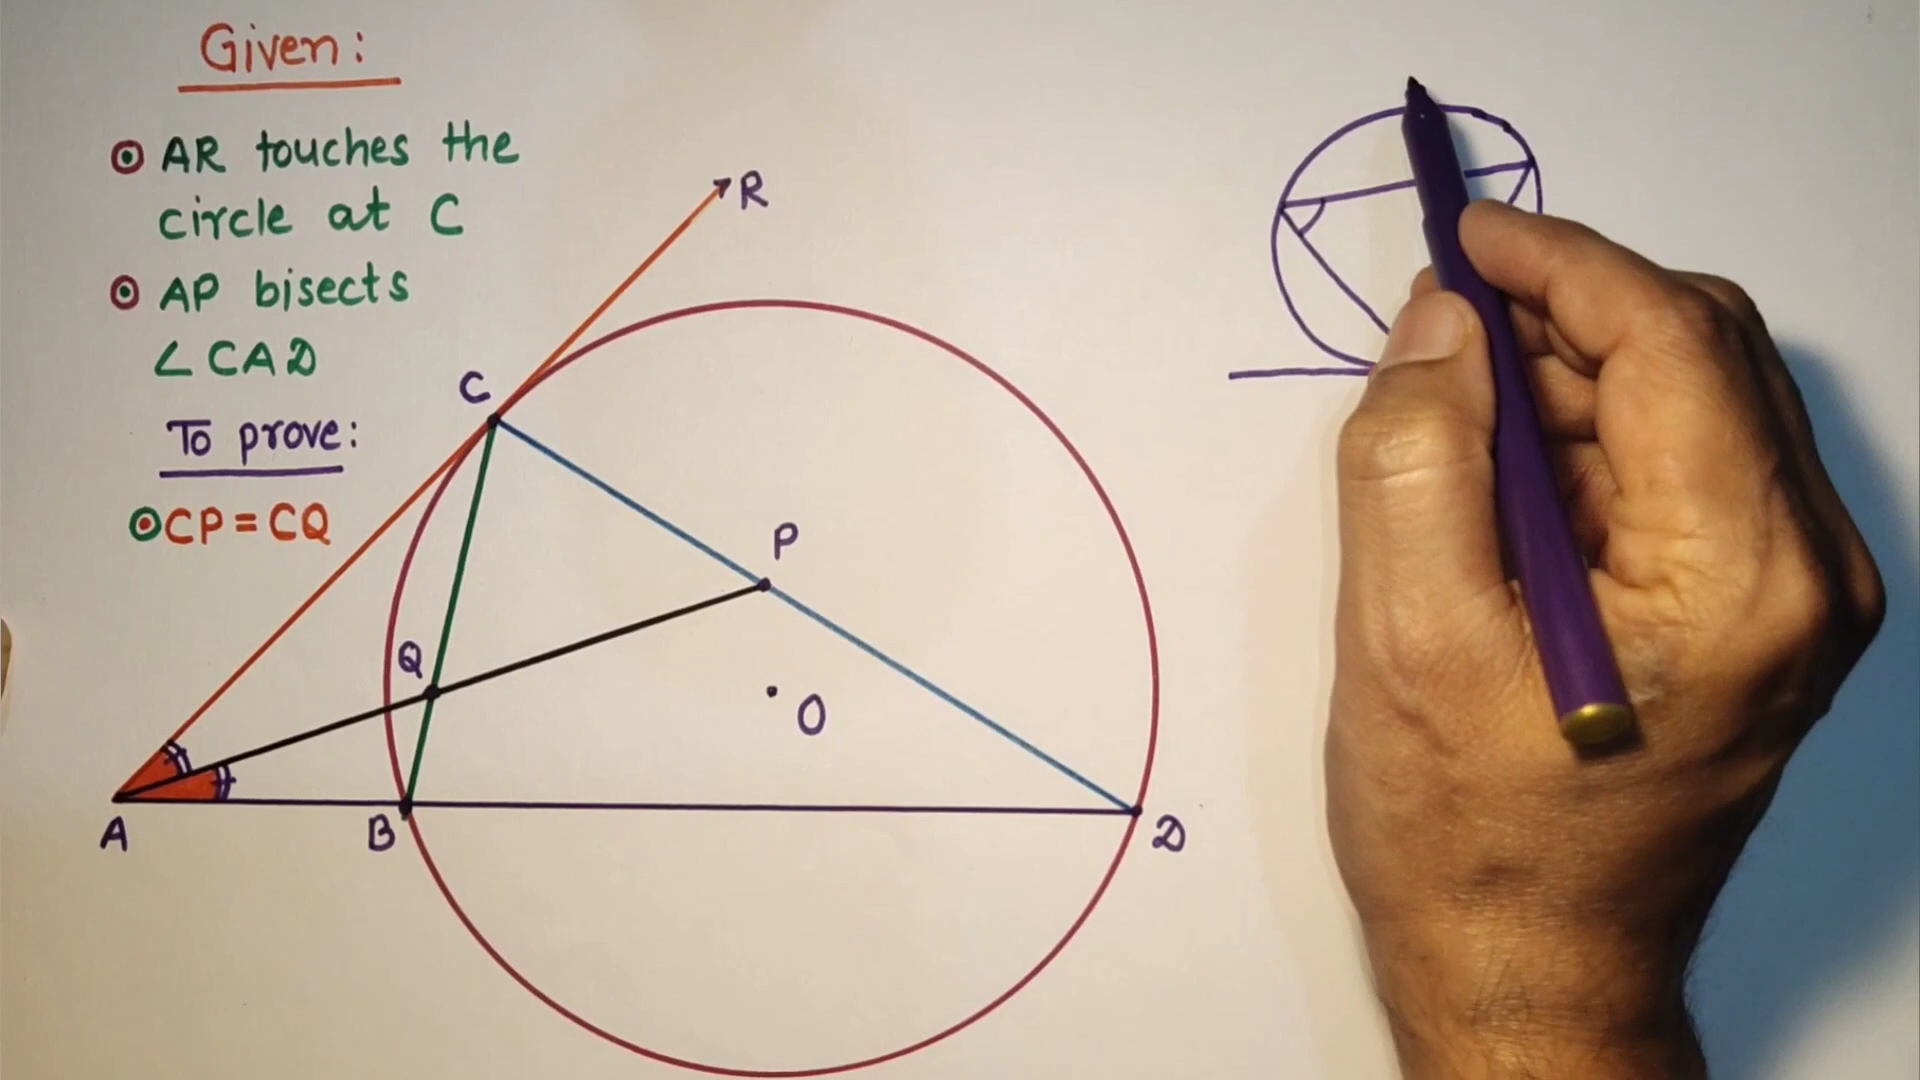 Given:
AR touches the
circle at C
AP bisects
∠CAD
To prove:
CP = CQ
R
C
P
Q
O
A
B
D